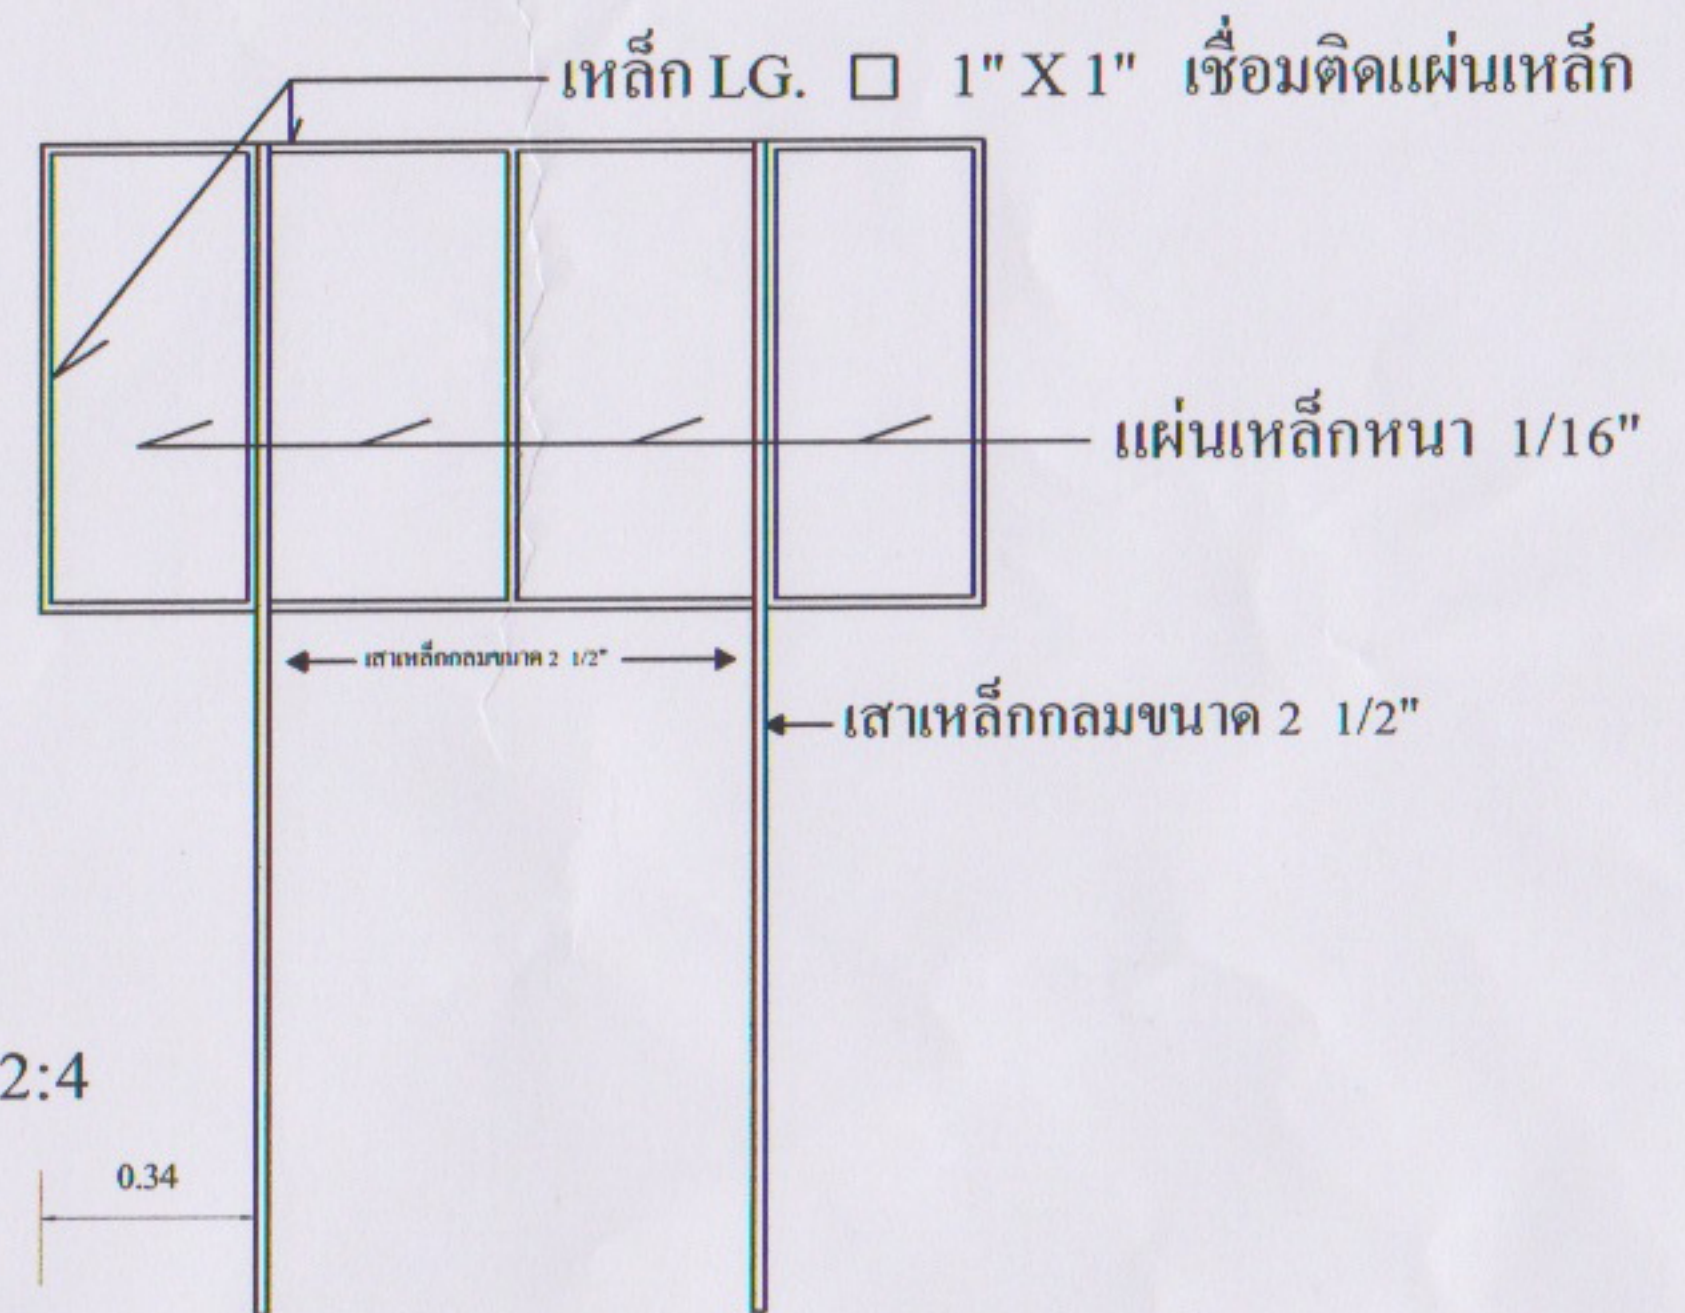 เหล็ก LG. □ 1" X 1" เชื่อมติดแผ่นเหล็ก
แผ่นเหล็กหนา 1/16"
เสาเหล็กกลมขนาด 2 1/2"
เสาเหล็กกลมขนาด 2 1/2"
2:4
0.34